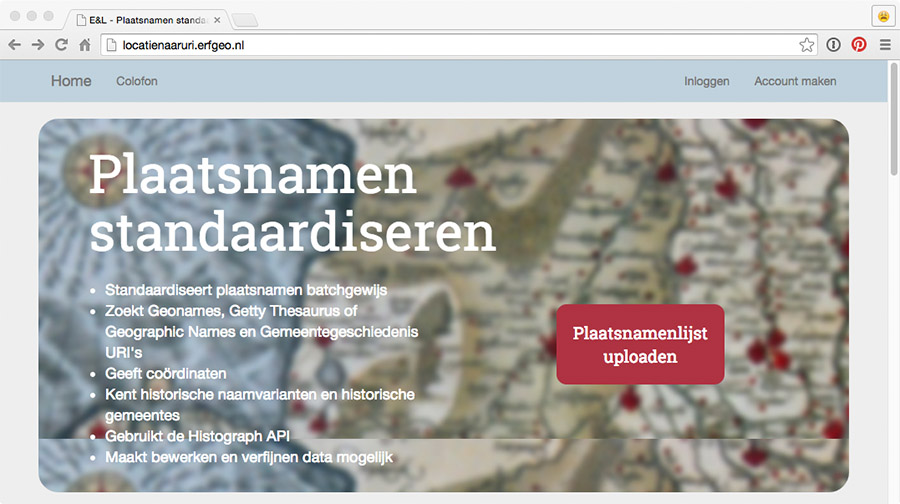 E&L - Plaatsnamen standa
locatienaaruri.erfgeo.nl
Home Colofon Inloggen Account maken
Plaatsnamen
standaardiseren
• Standaardiseert plaatsnamen batchgewijs
• Zoekt Geonames, Getty Thesaurus of
Geographic Names en Gemeentegeschiedenis
URI's
• Geeft coördinaten
• Kent historische naamvarianten en historische
gemeentes
• Gebruikt de Histograph API
• Maakt bewerken en verfijnen data mogelijk
Plaatsnamenlijst
uploaden